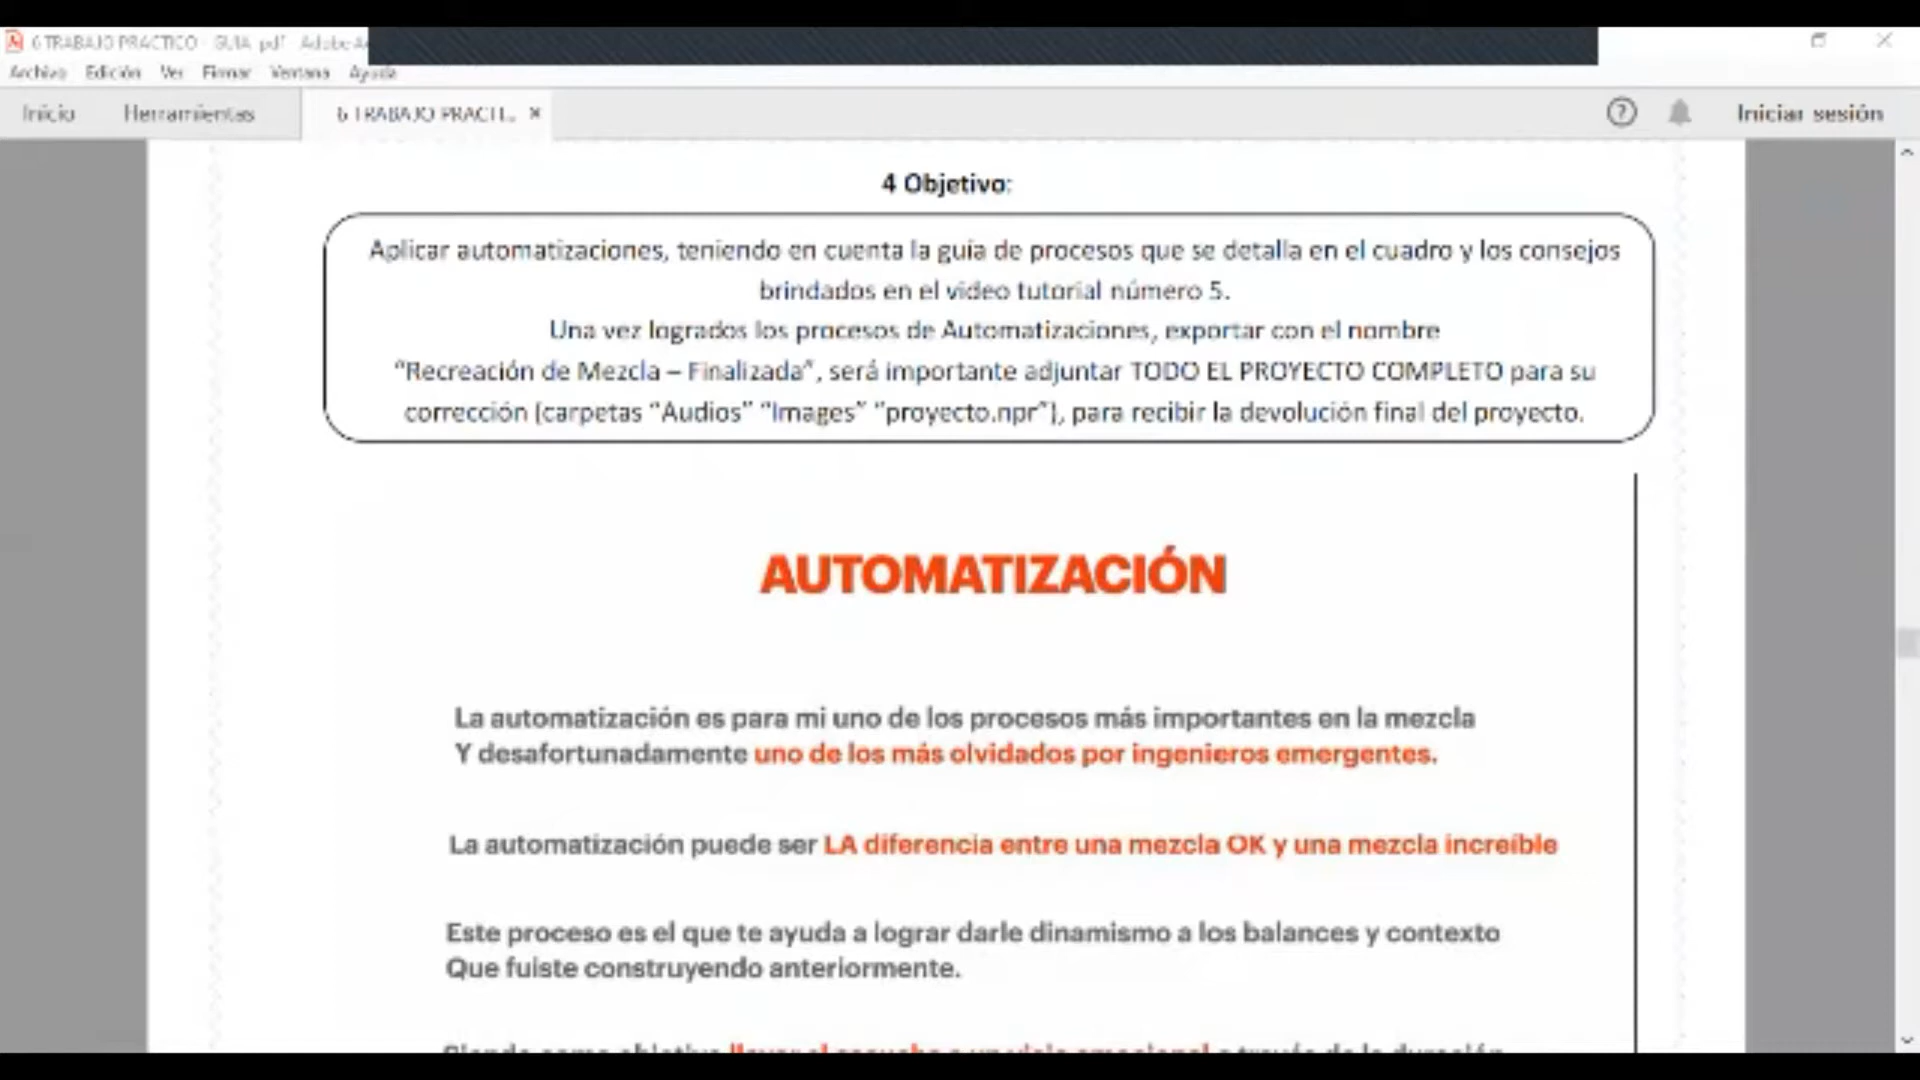 6 TRABAJO PRACTICO - GUIA .pdf - Adobe A
Archivo Edición Ver Firmar Ventana Ayuda
Inicio Herramientas 6 TRABAJO PRACTI... × ? Iniciar sesión
4 Objetivo:
Aplicar automatizaciones, teniendo en cuenta la guía de procesos que se detalla en el cuadro y los consejos
brindados en el video tutorial número 5.
Una vez logrados los procesos de Automatizaciones, exportar con el nombre
“Recreación de Mezcla – Finalizada”, será importante adjuntar TODO EL PROYECTO COMPLETO para su
corrección (carpetas “Audios” “Images” “proyecto.npr”), para recibir la devolución final del proyecto.
AUTOMATIZACIÓN
La automatización es para mi uno de los procesos más importantes en la mezcla
Y desafortunadamente uno de los más olvidados por ingenieros emergentes.
La automatización puede ser LA diferencia entre una mezcla OK y una mezcla increíble
Este proceso es el que te ayuda a lograr darle dinamismo a los balances y contexto
Que fuiste construyendo anteriormente.